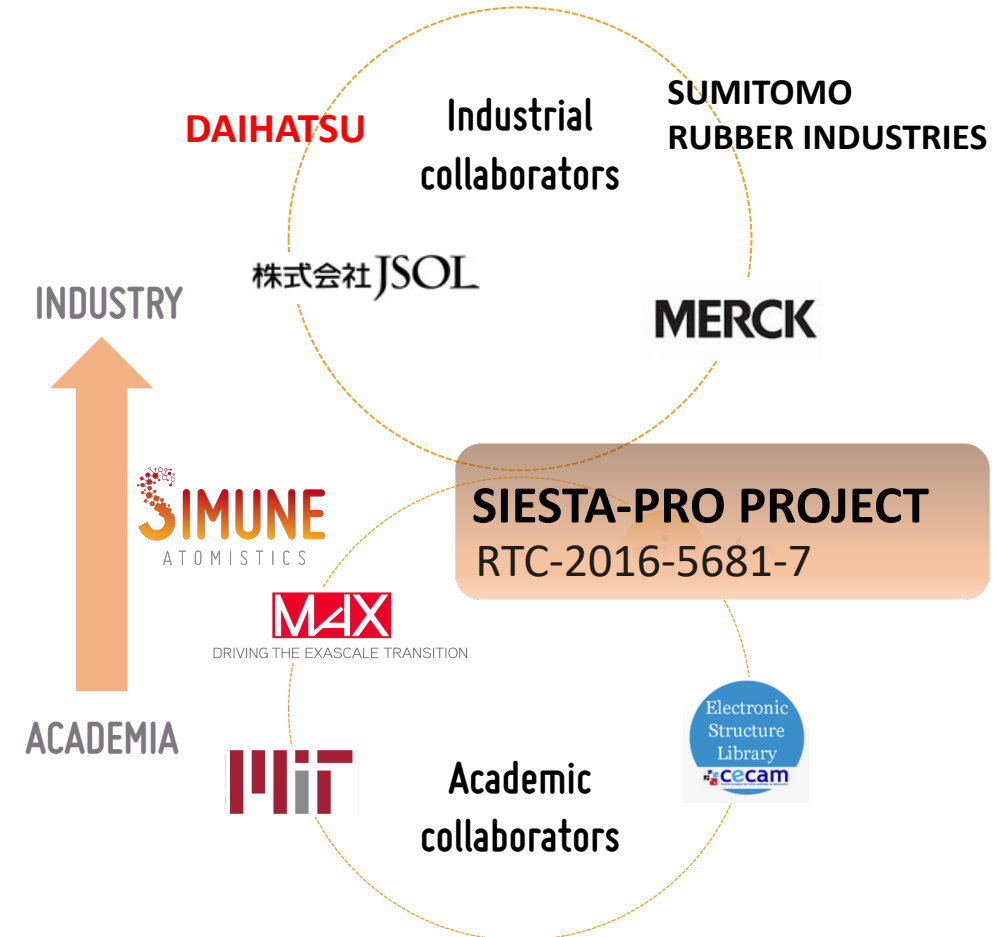 DAIHATSU
Industrial
collaborators
SUMITOMO
RUBBER INDUSTRIES
株式会社JSOL
MERCK
INDUSTRY
SIMUNE
ATOMISTICS
SIESTA-PRO PROJECT
RTC-2016-5681-7
MAX
DRIVING THE EXASCALE TRANSITION
ACADEMIA
MIT
Academic
collaborators
Electronic
Structure
Library
cecam